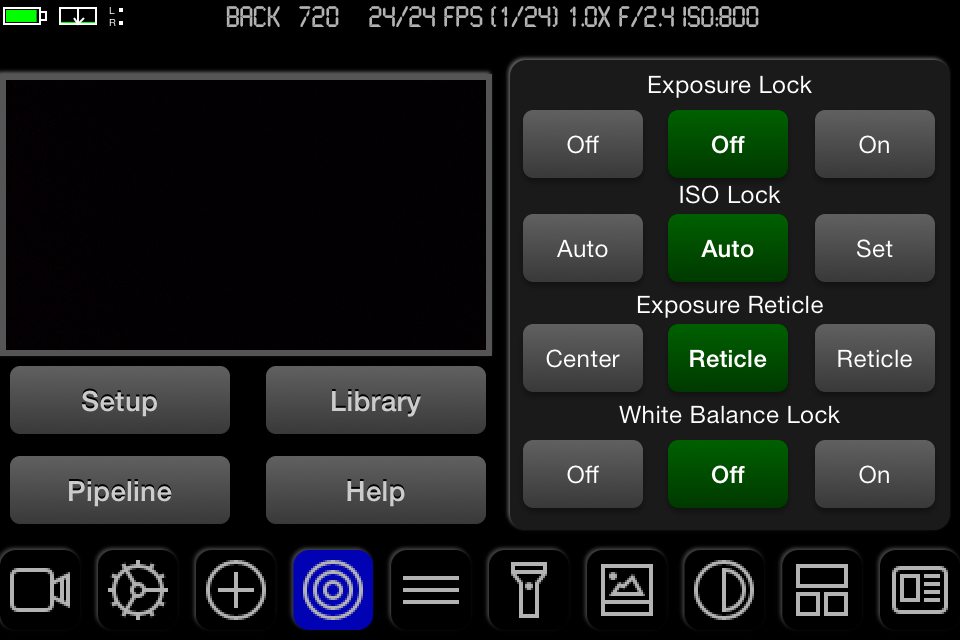 L
R
BACK 720 24/24 FPS (1/24) 1.0X F/2.4 ISO:800
Exposure Lock
Off Off On
ISO Lock
Auto Auto Set
Exposure Reticle
Center Reticle Reticle
White Balance Lock
Off Off On
Setup Library
Pipeline Help